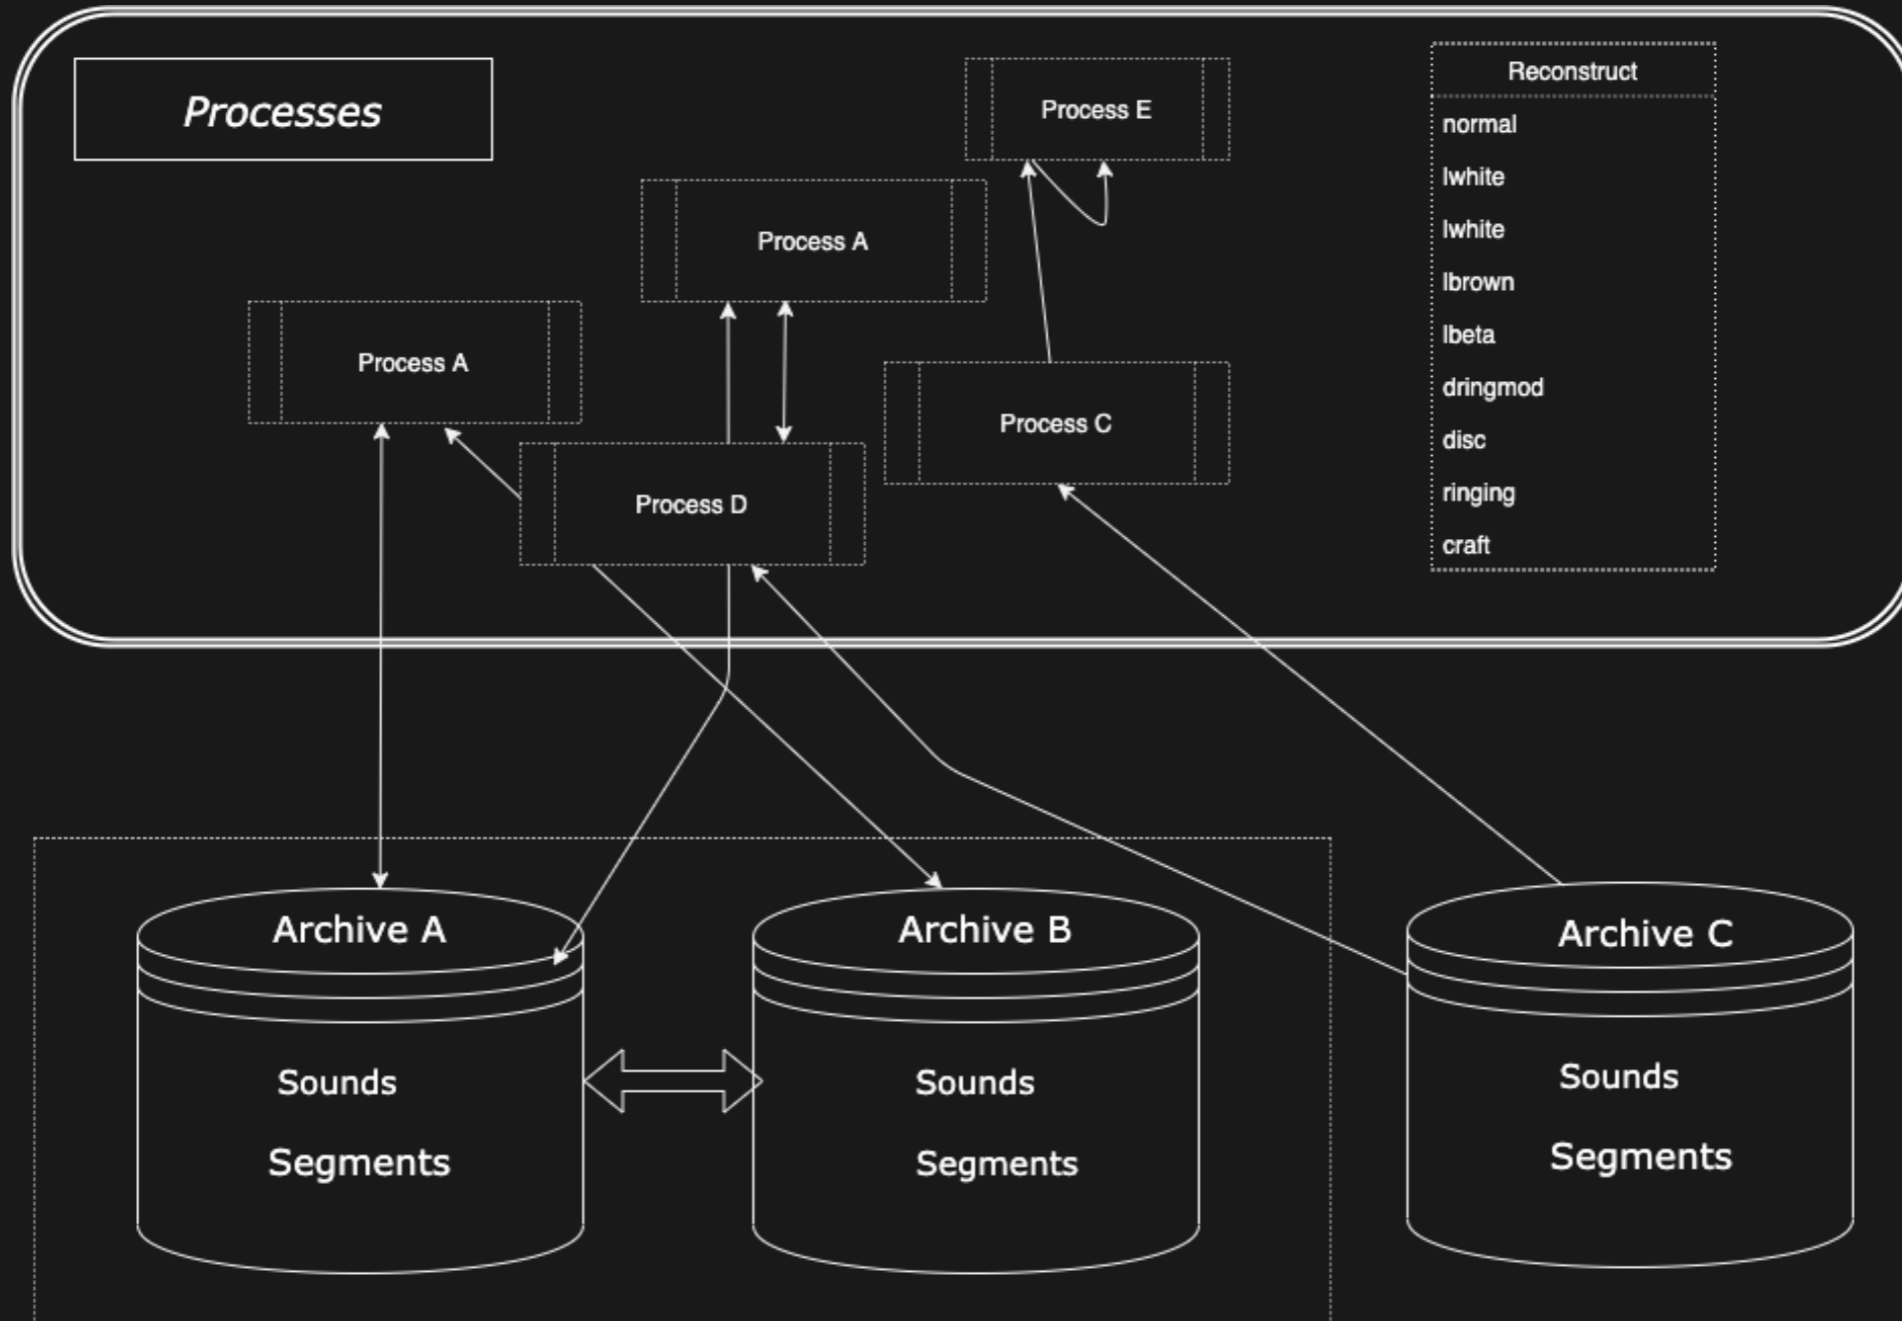 Processes
Process E
Process A
Process A
Process C
Process D
Reconstruct
normal
lwhite
lwhite
lbrown
lbeta
dringmod
disc
ringing
craft
Archive A
Sounds
Segments
Archive B
Sounds
Segments
Archive C
Sounds
Segments